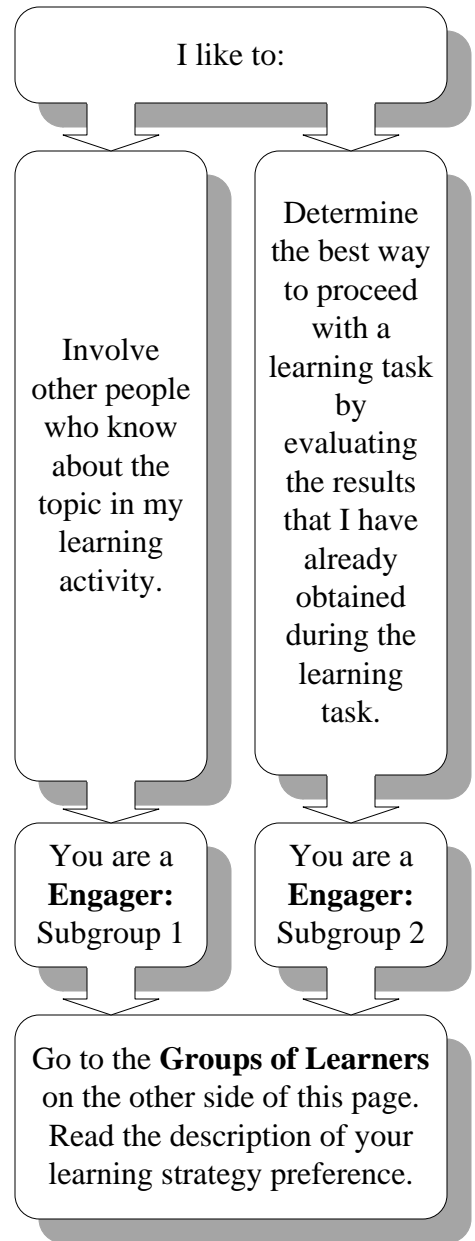 I like to:
Involve
other people
who know
about the
topic in my
learning
activity.
Determine
the best way
to proceed
with a
learning task
by
evaluating
the results
that I have
already
obtained
during the
learning
task.
You are a
Engager:
Subgroup 1
You are a
Engager:
Subgroup 2
Go to the Groups of Learners
on the other side of this page.
Read the description of your
learning strategy preference.